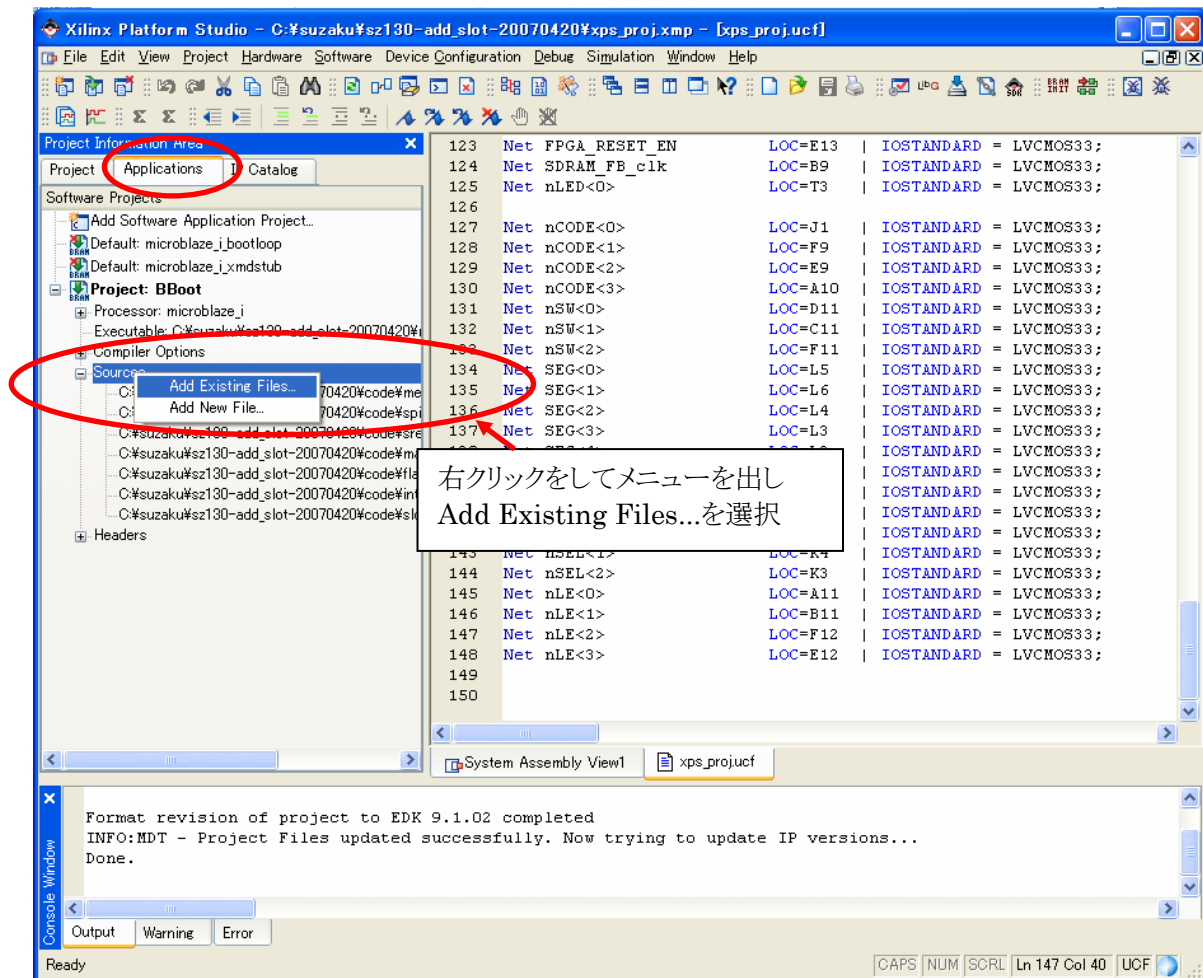 Xilinx Platform Studio - C:¥suzaku¥sz130-add_slot-20070420¥xps_proj.xmp - [xps_proj.ucf]
File Edit View Project Hardware Software Device Configuration Debug Simulation Window Help
Project Information Area
Project Applications IP Catalog
Software Projects
Add Software Application Project...
Default: microblaze_i_bootloop
Default: microblaze_i_xmdstub
Project: BBoot
Processor: microblaze_i
Executable: C:¥suzaku¥sz130-add_slot-20070420¥
Compiler Options
Sources
Add Existing Files...
Add New File...
C: 70420¥code¥me
C: 70420¥code¥spi
C:¥suzaku¥sz130-add_slot-20070420¥code¥sre
C:¥suzaku¥sz130-add_slot-20070420¥code¥ma
C:¥suzaku¥sz130-add_slot-20070420¥code¥fla
C:¥suzaku¥sz130-add_slot-20070420¥code¥int
C:¥suzaku¥sz130-add_slot-20070420¥code¥slo
Headers
123 Net FPGA_RESET_EN LOC=E13 | IOSTANDARD = LVCMOS33;
124 Net SDRAM_FB_clk LOC=B9 | IOSTANDARD = LVCMOS33;
125 Net nLED<0> LOC=T3 | IOSTANDARD = LVCMOS33;
126
127 Net nCODE<0> LOC=J1 | IOSTANDARD = LVCMOS33;
128 Net nCODE<1> LOC=F9 | IOSTANDARD = LVCMOS33;
129 Net nCODE<2> LOC=E9 | IOSTANDARD = LVCMOS33;
130 Net nCODE<3> LOC=A10 | IOSTANDARD = LVCMOS33;
131 Net nSW<0> LOC=D11 | IOSTANDARD = LVCMOS33;
132 Net nSW<1> LOC=C11 | IOSTANDARD = LVCMOS33;
133 Net nSW<2> LOC=F11 | IOSTANDARD = LVCMOS33;
134 Net SEG<0> LOC=L5 | IOSTANDARD = LVCMOS33;
135 Net SEG<1> LOC=L6 | IOSTANDARD = LVCMOS33;
136 Net SEG<2> LOC=L4 | IOSTANDARD = LVCMOS33;
137 Net SEG<3> LOC=L3 | IOSTANDARD = LVCMOS33;
IOSTANDARD = LVCMOS33;
IOSTANDARD = LVCMOS33;
IOSTANDARD = LVCMOS33;
| IOSTANDARD = LVCMOS33;
IOSTANDARD = LVCMOS33;
右クリックをしてメニューを出し
Add Existing Files...を選択
143 Net nSEL<1> LOC=K4 | IOSTANDARD = LVCMOS33;
144 Net nSEL<2> LOC=K3 | IOSTANDARD = LVCMOS33;
145 Net nLE<0> LOC=A11 | IOSTANDARD = LVCMOS33;
146 Net nLE<1> LOC=B11 | IOSTANDARD = LVCMOS33;
147 Net nLE<2> LOC=F12 | IOSTANDARD = LVCMOS33;
148 Net nLE<3> LOC=E12 | IOSTANDARD = LVCMOS33;
149
150
System Assembly View1 xps_proj.ucf
Format revision of project to EDK 9.1.02 completed
INFO:MDT - Project Files updated successfully. Now trying to update IP versions...
Done.
Console Window
Output Warning Error
Ready CAPS NUM SCRL Ln 147 Col 40 UCF